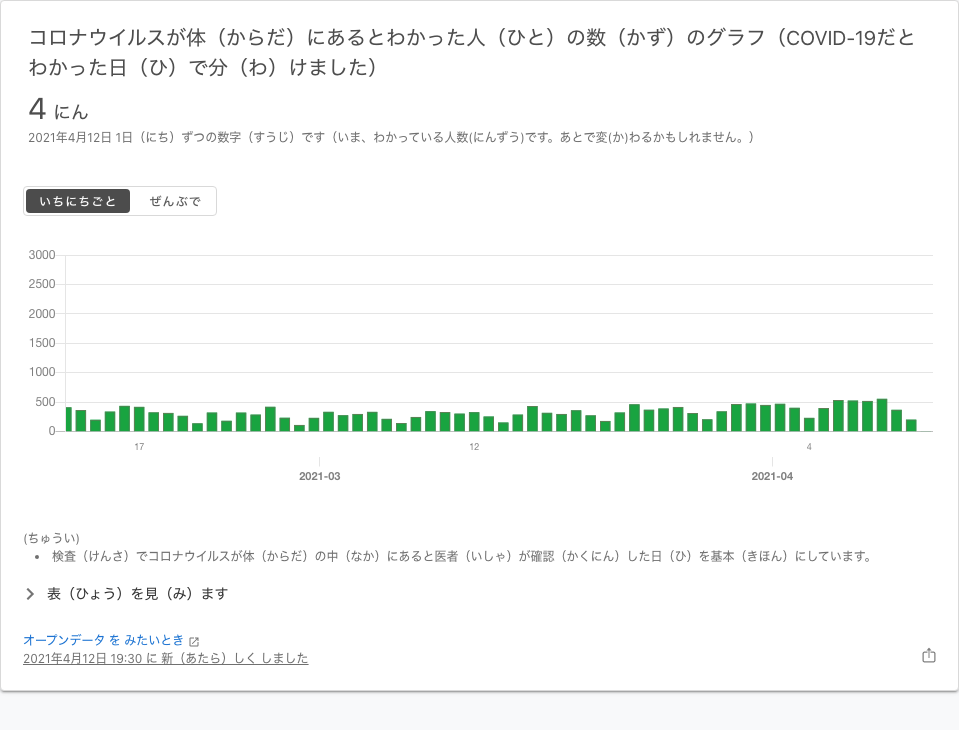 コロナウイルスが体（からだ）にあるとわかった人（ひと）の数（かず）のグラフ（COVID-19だと
わかった日（ひ）で分（わ）けました）
4 にん
2021年4月12日 1日（にち）ずつの数字（すうじ）です（いま、わかっている人数(にんずう)です。あとで変(か)わるかもしれません。）
いちにちごと ぜんぶで
3000
2500
2000
1500
1000
500
0
17 12 4
2021-03 2021-04
(ちゅうい)
• 検査（けんさ）でコロナウイルスが体（からだ）の中（なか）にあると医者（いしゃ）が確認（かくにん）した日（ひ）を基本（きほん）にしています。
表（ひょう）を見（み）ます
オープンデータ を みたいとき
2021年4月12日 19:30 に 新（あたら）しく しました